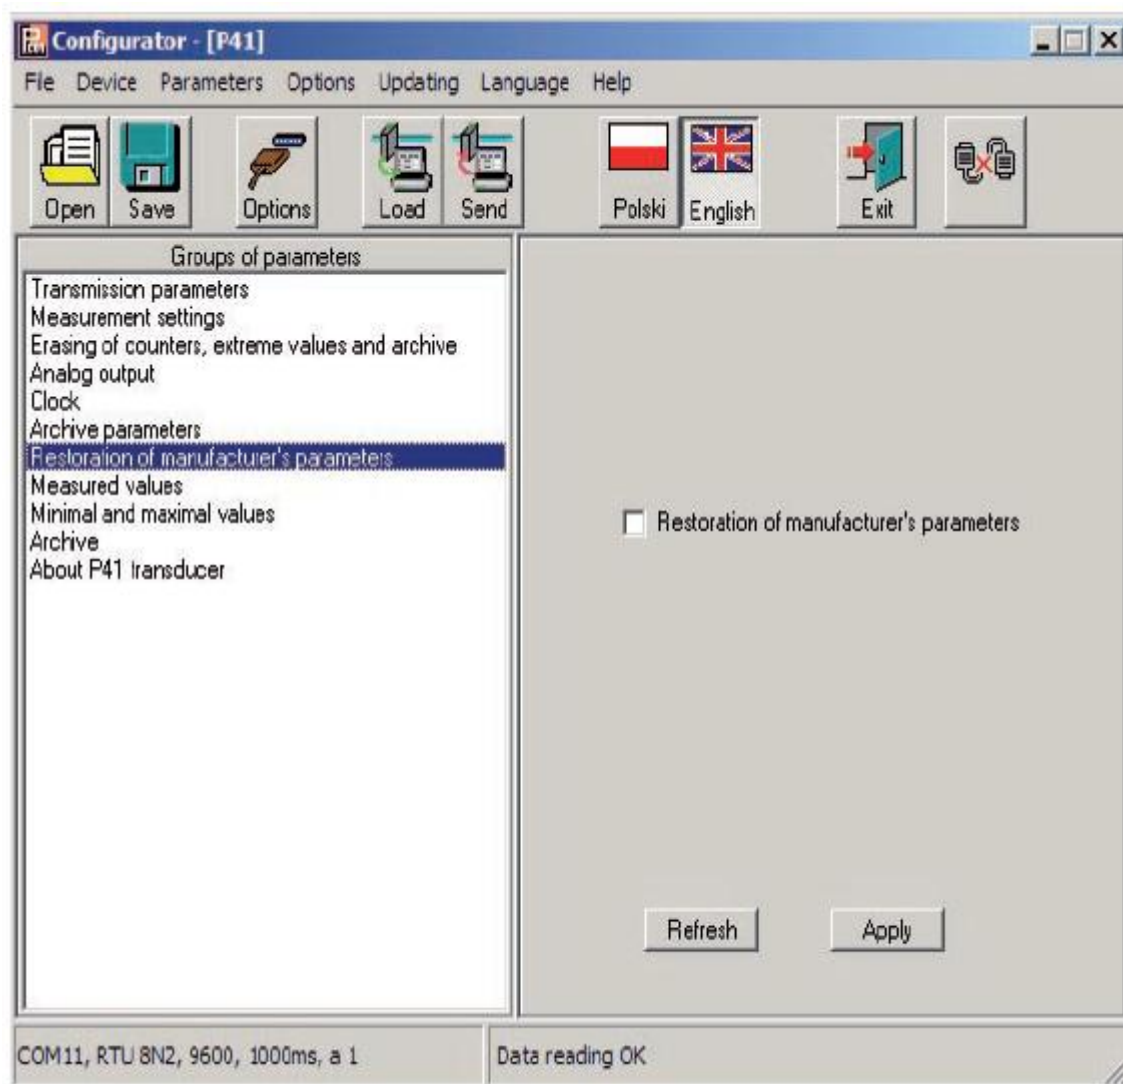 Configurator - [P41]
File Device Parameters Options Updating Language Help
Open Save Options Load Send Polski English Exit
Groups of parameters
Transmission parameters
Measurement settings
Erasing of counters, extreme values and archive
Analog output
Clock
Archive parameters
Restoration of manufacturer's parameters
Measured values
Minimal and maximal values
Archive
About P41 transducer
Restoration of manufacturer's parameters
Refresh Apply
COM11, RTU 8N2, 9600, 1000ms, a 1 Data reading OK